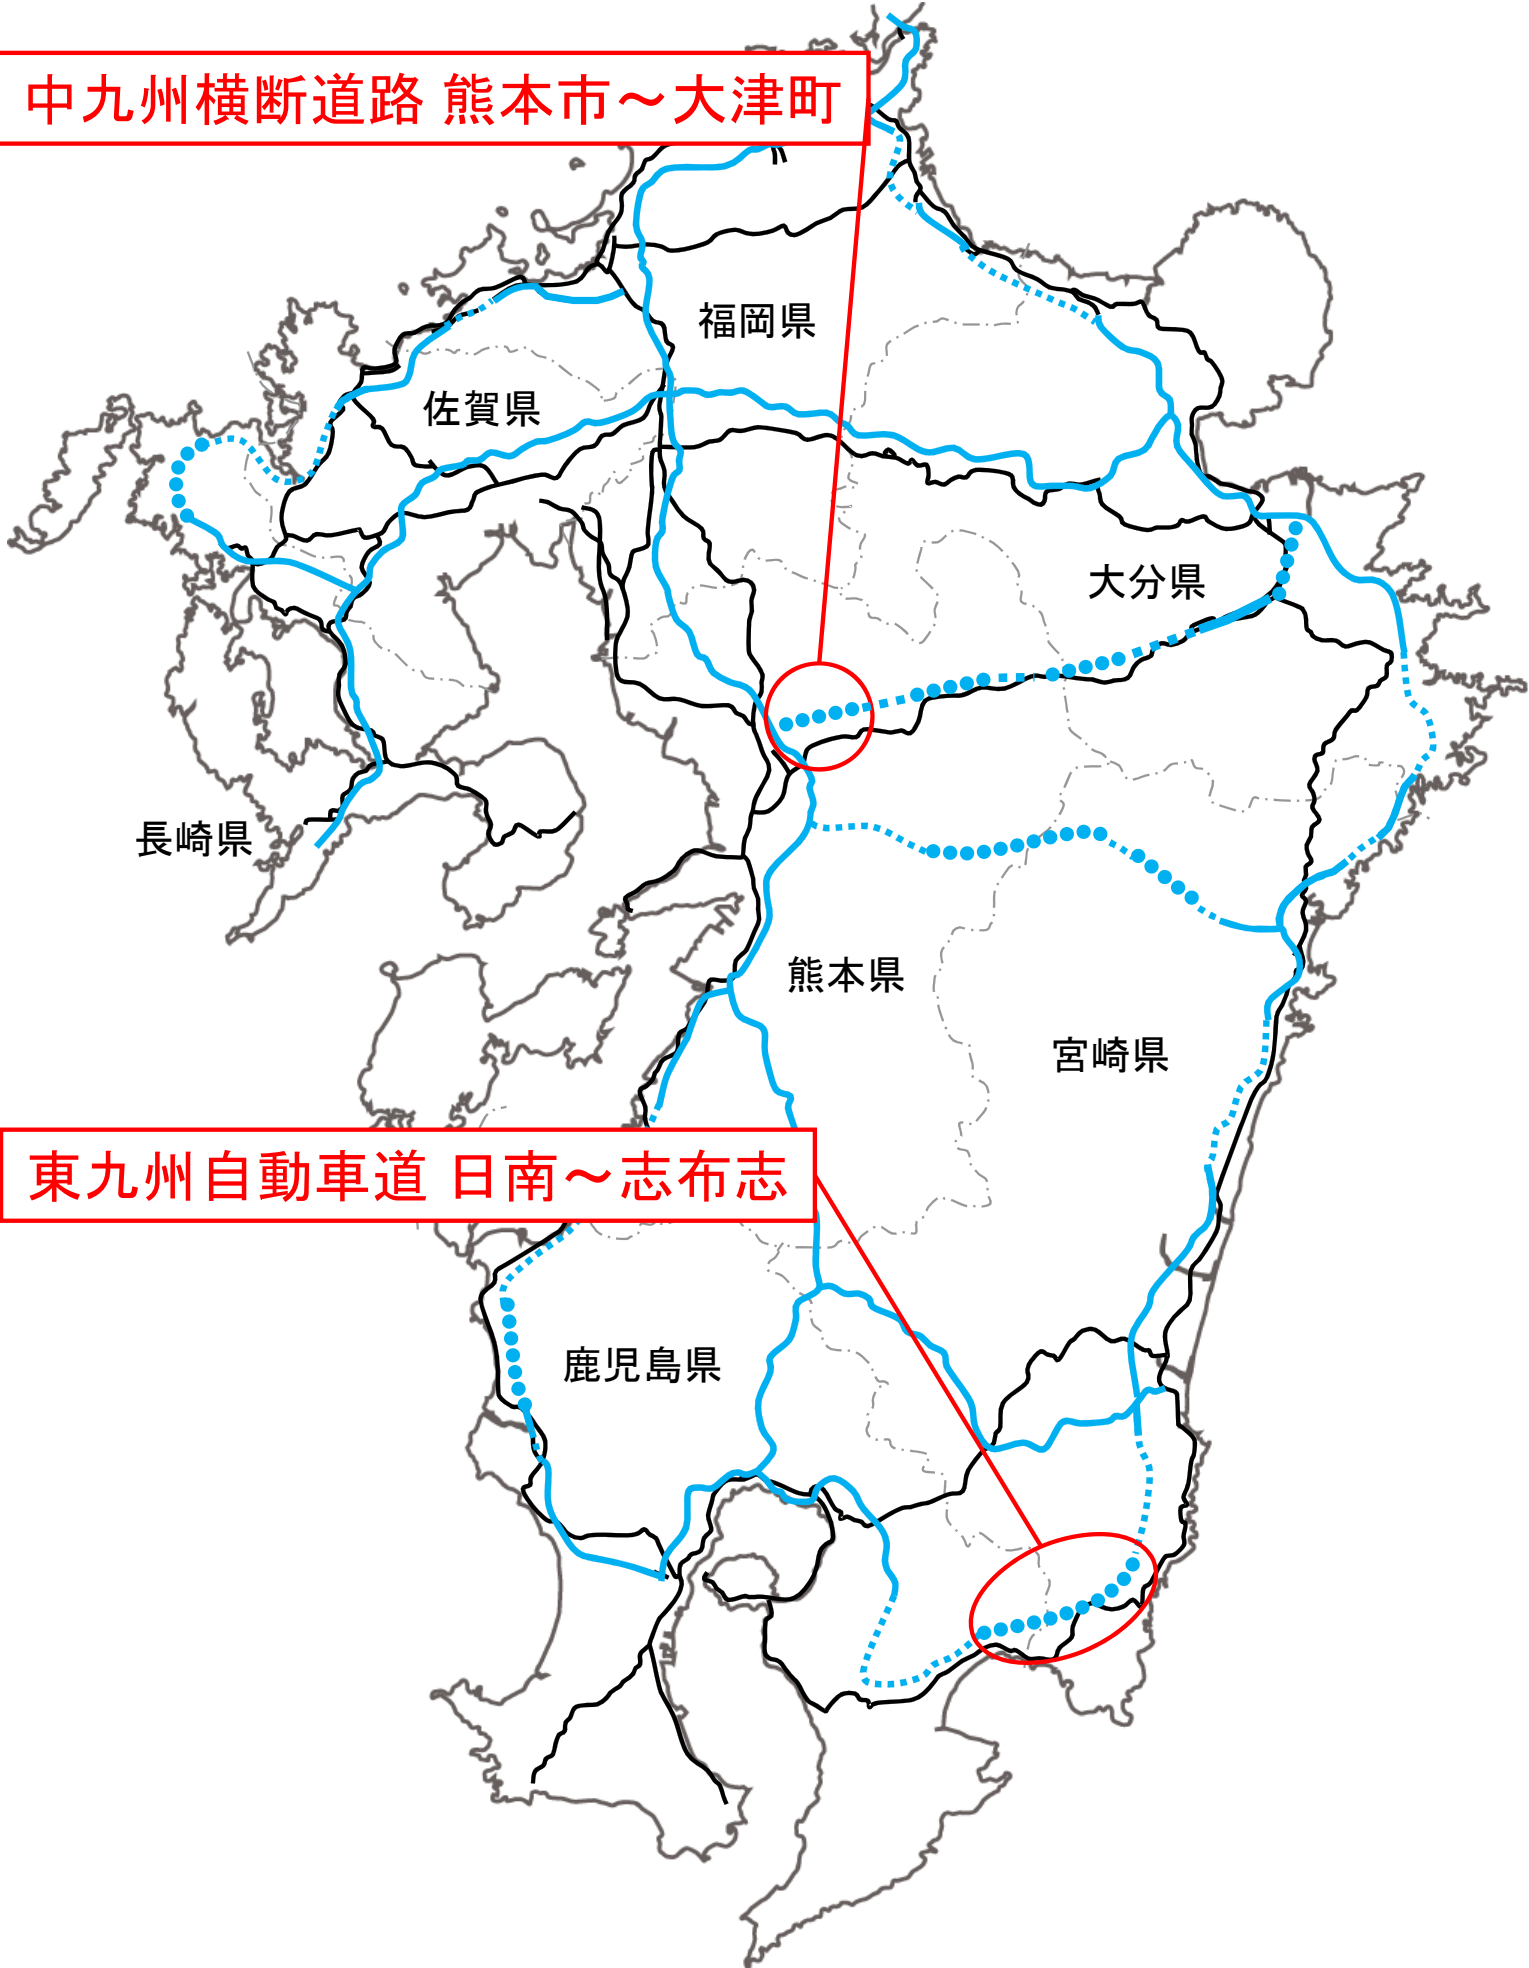 中九州横断道路 熊本市～大津町
福岡県
佐賀県
大分県
長崎県
熊本県
宮崎県
東九州自動車道 日南～志布志
鹿児島県